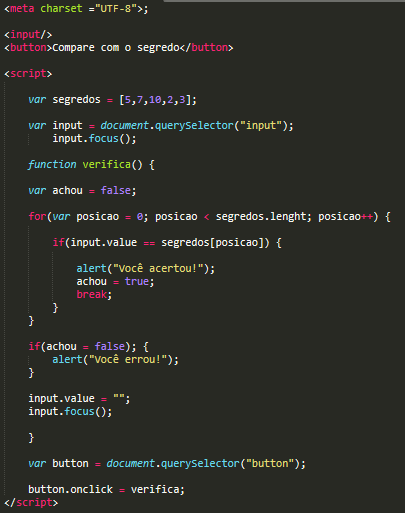 <meta charset ="UTF-8">;
<input/>
<button>Compare com o segredo</button>
<script>
var segredos = [5,7,10,2,3];
var input = document.querySelector("input");
input.focus();
function verifica() {
var achou = false;
for(var posicao = 0; posicao < segredos.lenght; posicao++) {
if(input.value == segredos[posicao]) {
alert("Você acertou!");
achou = true;
break;
}
}
if(achou = false); {
alert("Você errou!");
}
input.value = "";
input.focus();
}
var button = document.querySelector("button");
button.onclick = verifica;
</script>